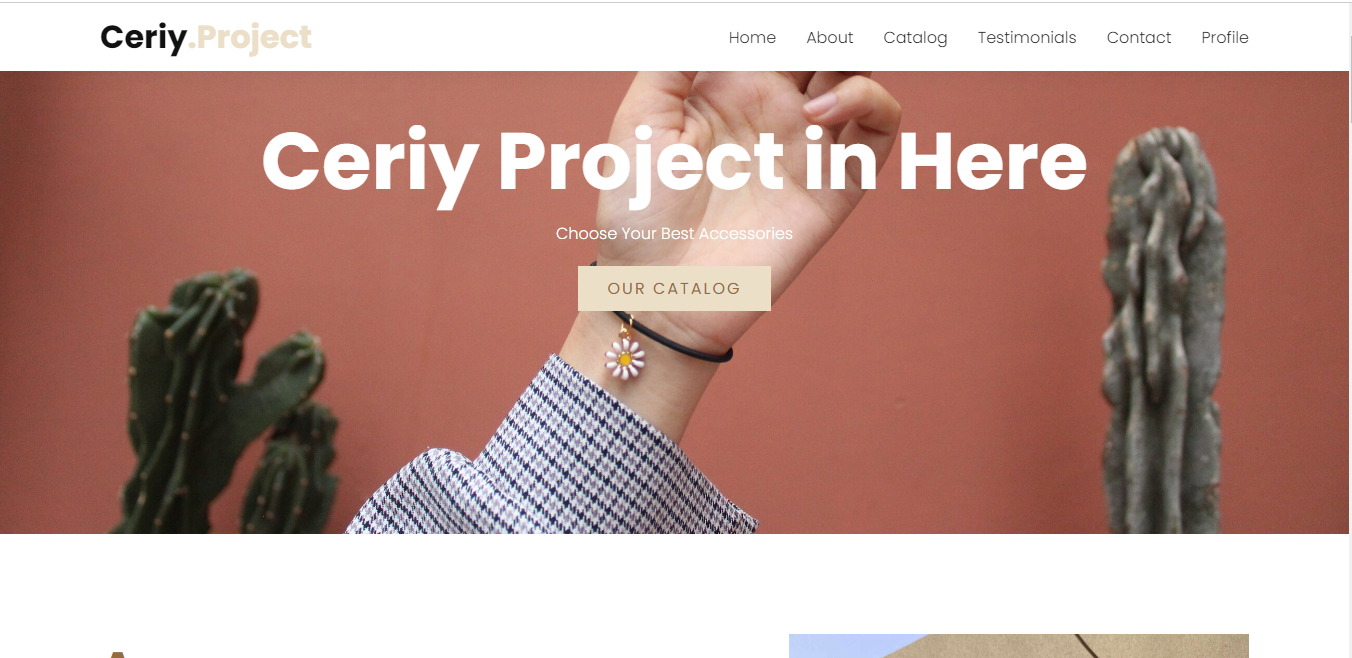 Ceriy.Project
Home About Catalog Testimonials Contact Profile
Ceriy Project in Here
Choose Your Best Accessories
OUR CATALOG